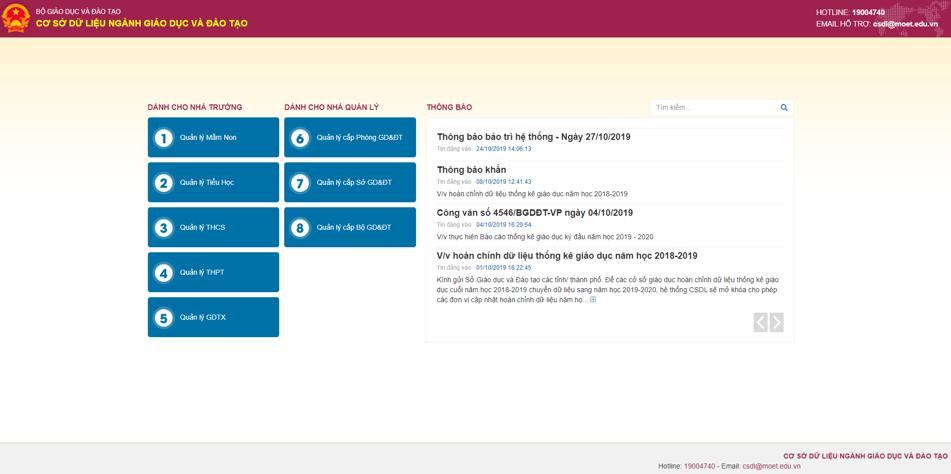 BỘ GIÁO DỤC VÀ ĐÀO TẠO
CƠ SỞ DỮ LIỆU NGÀNH GIÁO DỤC VÀ ĐÀO TẠO
HOTLINE: 19004740
EMAIL HỖ TRỢ: csdl@moet.edu.vn
DÀNH CHO NHÀ TRƯỜNG
1 Quản lý Mầm Non
2 Quản lý Tiểu Học
3 Quản lý THCS
4 Quản lý THPT
5 Quản lý GDTX
DÀNH CHO NHÀ QUẢN LÝ
6 Quản lý cấp Phòng GD&ĐT
7 Quản lý cấp Sở GD&ĐT
8 Quản lý cấp Bộ GD&ĐT
THÔNG BÁO
Tìm kiếm...
Thông báo bảo trì hệ thống - Ngày 27/10/2019
Tin đăng vào 24/10/2019 14:06:13
Thông báo khẩn
Tin đăng vào 08/10/2019 12:41:43
V/v hoàn chỉnh dữ liệu thống kê giáo dục năm học 2018-2019
Công văn số 4546/BGDĐT-VP ngày 04/10/2019
Tin đăng vào 04/10/2019 16:20:54
V/v thực hiện Báo cáo thống kê giáo dục kỳ đầu năm học 2019 - 2020
V/v hoàn chỉnh dữ liệu thống kê giáo dục năm học 2018-2019
Tin đăng vào 01/10/2019 16:22:45
Kính gửi Sở Giáo dục và Đào tạo các tỉnh/ thành phố. Để các cơ sở giáo dục hoàn chỉnh dữ liệu thống kê giáo
dục cuối năm học 2018-2019 chuyển dữ liệu sang năm học 2019-2020, hệ thống CSDL sẽ mở khóa cho phép
các đơn vị cập nhật hoàn chỉnh dữ liệu năm họ...
CƠ SỞ DỮ LIỆU NGÀNH GIÁO DỤC VÀ ĐÀO TẠO
Hotline: 19004740 - Email: csdl@moet.edu.vn